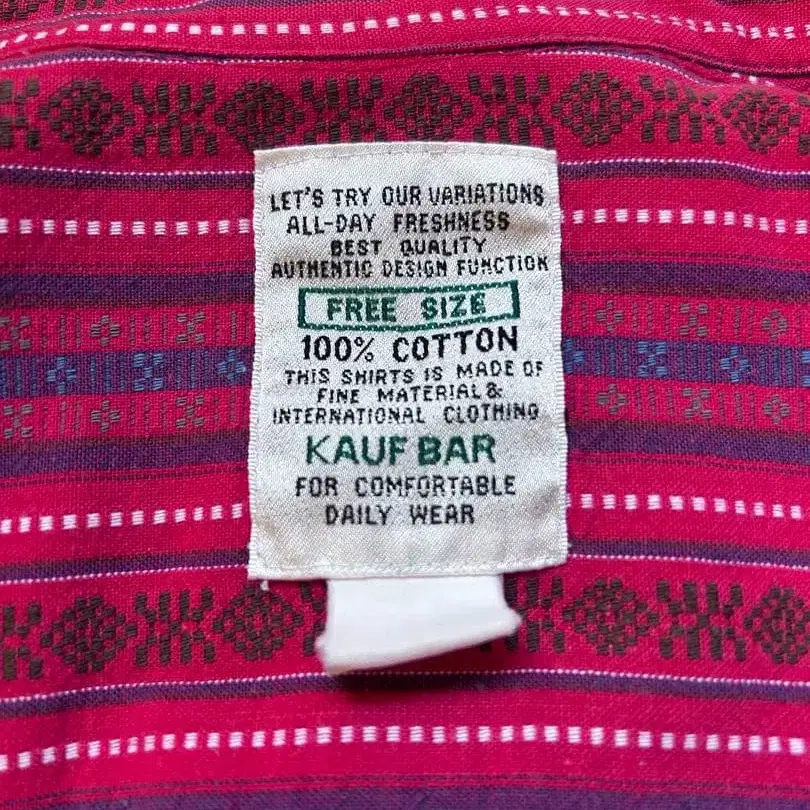 LET'S TRY OUR VARIATIONS
ALL-DAY FRESHNESS
BEST QUALITY
AUTHENTIC DESIGN FUNCTION
FREE SIZE
100% COTTON
THIS SHIRTS IS MADE OF
FINE MATERIAL &
INTERNATIONAL CLOTHING
KAUF BAR
FOR COMFORTABLE
DAILY WEAR